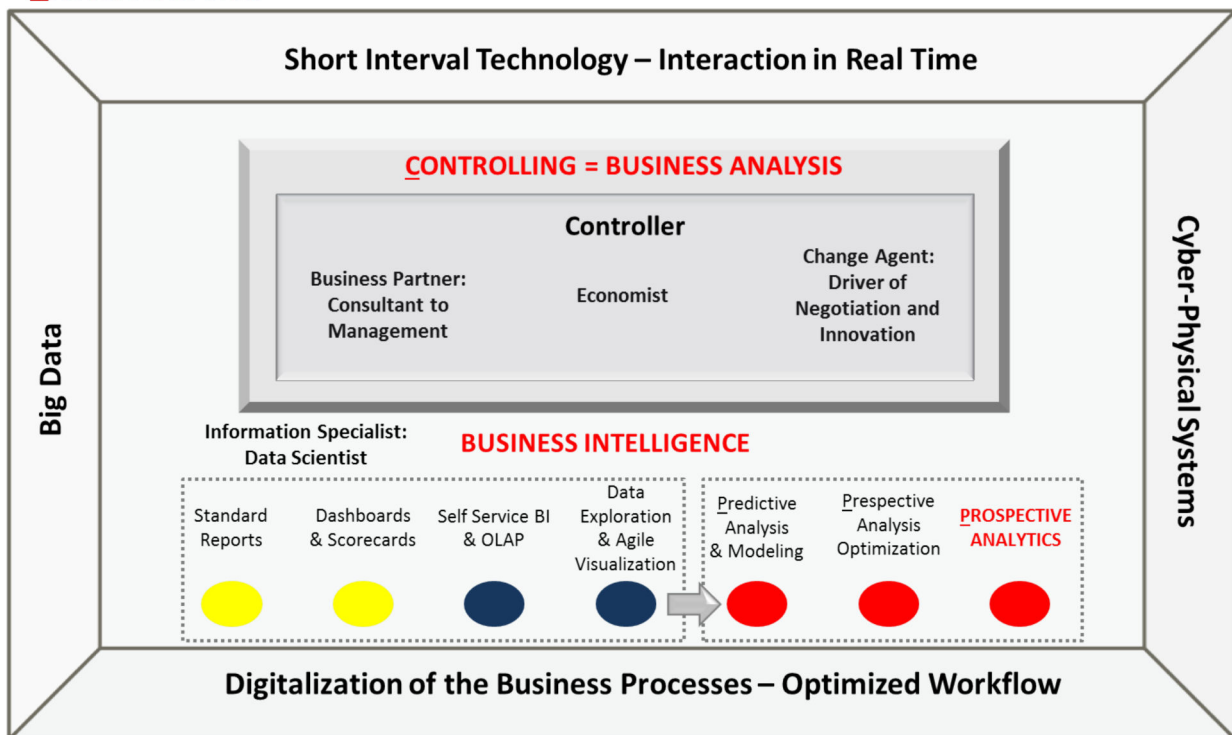 Short Interval Technology – Interaction in Real Time
Big Data
CONTROLLING = BUSINESS ANALYSIS
Controller
Business Partner:
Consultant to
Management
Economist
Change Agent:
Driver of
Negotiation and
Innovation
Cyber-Physical Systems
Information Specialist:
Data Scientist
BUSINESS INTELLIGENCE
Standard
Reports
Dashboards
& Scorecards
Self Service BI
& OLAP
Data
Exploration
& Agile
Visualization
Predictive
Analysis
& Modeling
Prespective
Analysis
Optimization
PROSPECTIVE
ANALYTICS
Digitalization of the Business Processes – Optimized Workflow